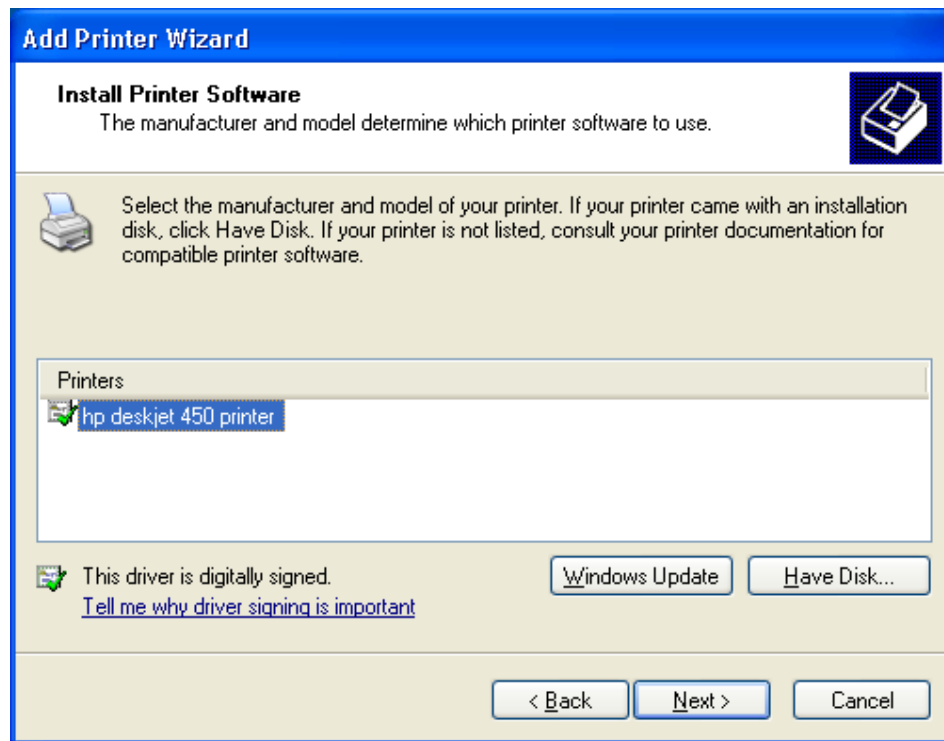 Add Printer Wizard
Install Printer Software
The manufacturer and model determine which printer software to use.
Select the manufacturer and model of your printer. If your printer came with an installation
disk, click Have Disk. If your printer is not listed, consult your printer documentation for
compatible printer software.
Printers
hp deskjet 450 printer
This driver is digitally signed.
Tell me why driver signing is important
Windows Update
Have Disk...
< Back
Next >
Cancel